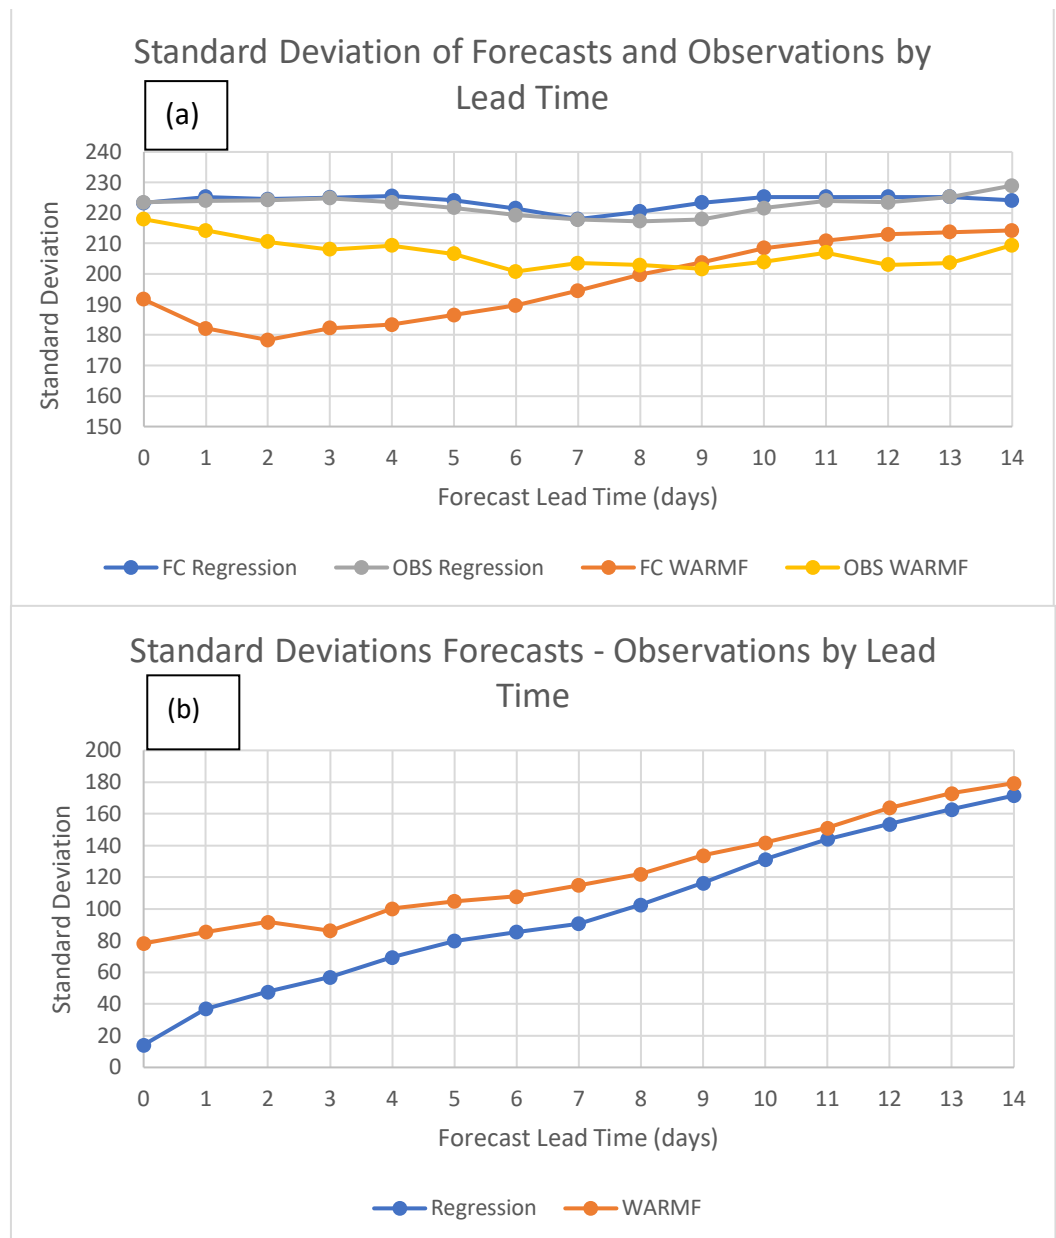 Standard Deviation of Forecasts and Observations by
Lead Time
(a)
240
230
220
210
200
190
180
170
160
150
Standard Deviation
0 1 2 3 4 5 6 7 8 9 10 11 12 13 14
Forecast Lead Time (days)
FC Regression OBS Regression FC WARMF OBS WARMF
Standard Deviations Forecasts - Observations by Lead
Time
(b)
200
180
160
140
120
100
80
60
40
20
0
Standard Deviation
0 1 2 3 4 5 6 7 8 9 10 11 12 13 14
Forecast Lead Time (days)
Regression WARMF